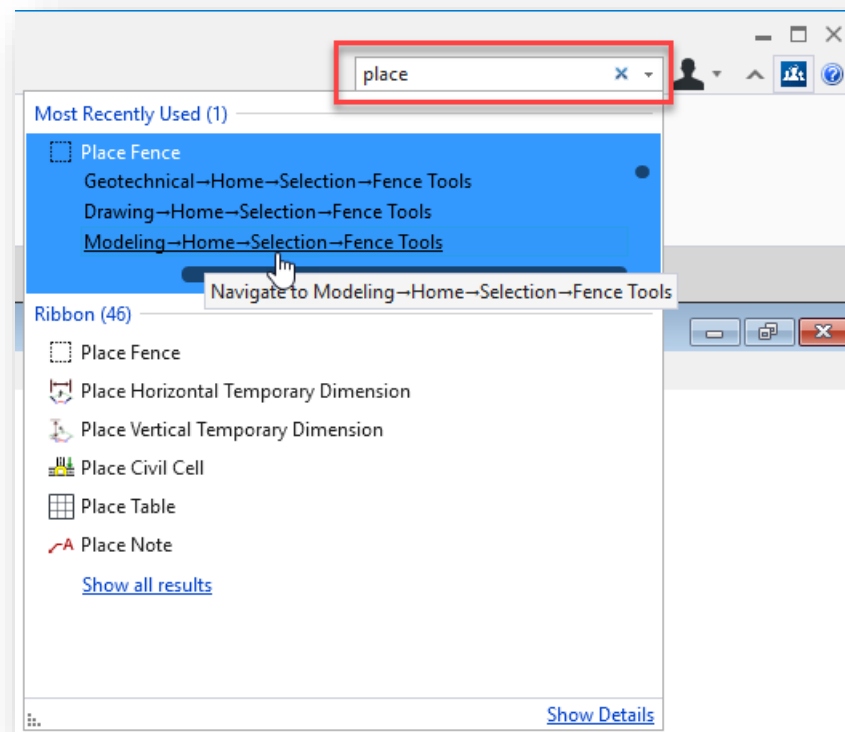 place
Most Recently Used (1)
Place Fence
Geotechnical→Home→Selection→Fence Tools
Drawing→Home→Selection→Fence Tools
Modeling→Home→Selection→Fence Tools
Navigate to Modeling→Home→Selection→Fence Tools
Ribbon (46)
Place Fence
Place Horizontal Temporary Dimension
Place Vertical Temporary Dimension
Place Civil Cell
Place Table
A Place Note
Show all results
Show Details